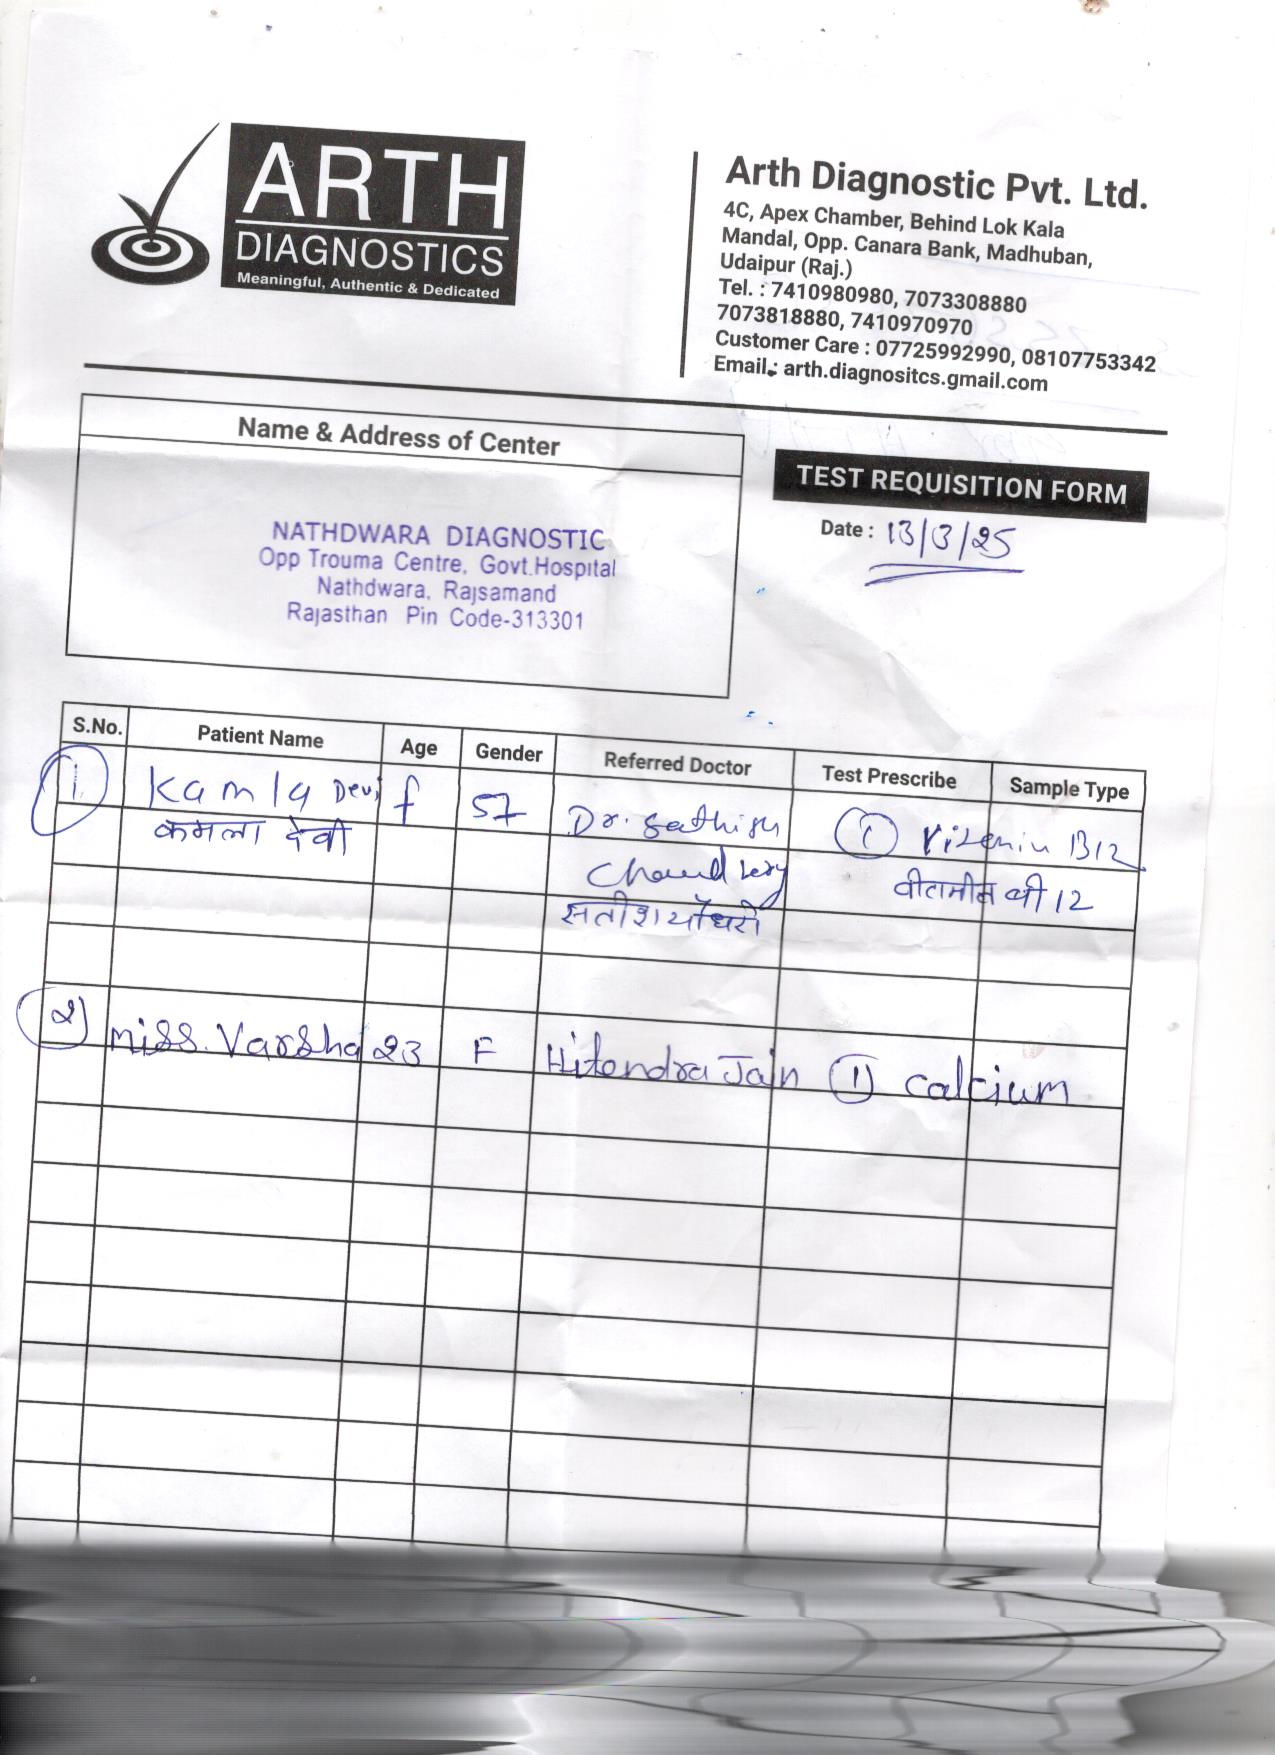 ARTH
DIAGNOSTICS
Meaningful, Authentic & Dedicated
Arth Diagnostic Pvt. Ltd.
4C, Apex Chamber, Behind Lok Kala
Mandal, Opp. Canara Bank, Madhuban,
Udaipur (Raj.)
Tel. : 7410980980, 7073308880
7073818880, 7410970970
Customer Care : 07725992990, 08107753342
Email.: arth.diagnositcs.gmail.com
Name & Address of Center
NATHDWARA DIAGNOSTIC
Opp Trouma Centre, Govt.Hospital
Nathdwara, Rajsamand
Rajasthan Pin Code-313301
TEST REQUISITION FORM
Date : 13/3/25
S.No. Patient Name Age Gender Referred Doctor Test Prescribe Sample Type
1. Kamla Devi f 57 Dr. Sathish ① Vitamin B12
कमला देवी Choudhery वीतामीन बी 12
सतीश चौधरी
2) Miss. Varsha 23 F Hitendra Jain ① Calcium